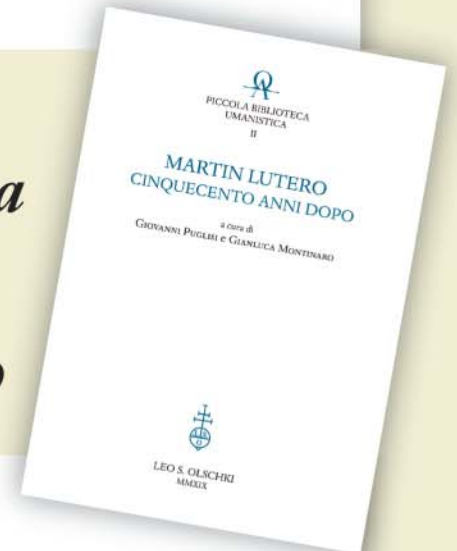 a
PICCOLA BIBLIOTECA
UMANISTICA
II
MARTIN LUTERO
CINQUECENTO ANNI DOPO
a cura di
GIOVANNI PUGLISI e GIANLUCA MONTINARO
LEO S. OLSCHKI
MMXIX